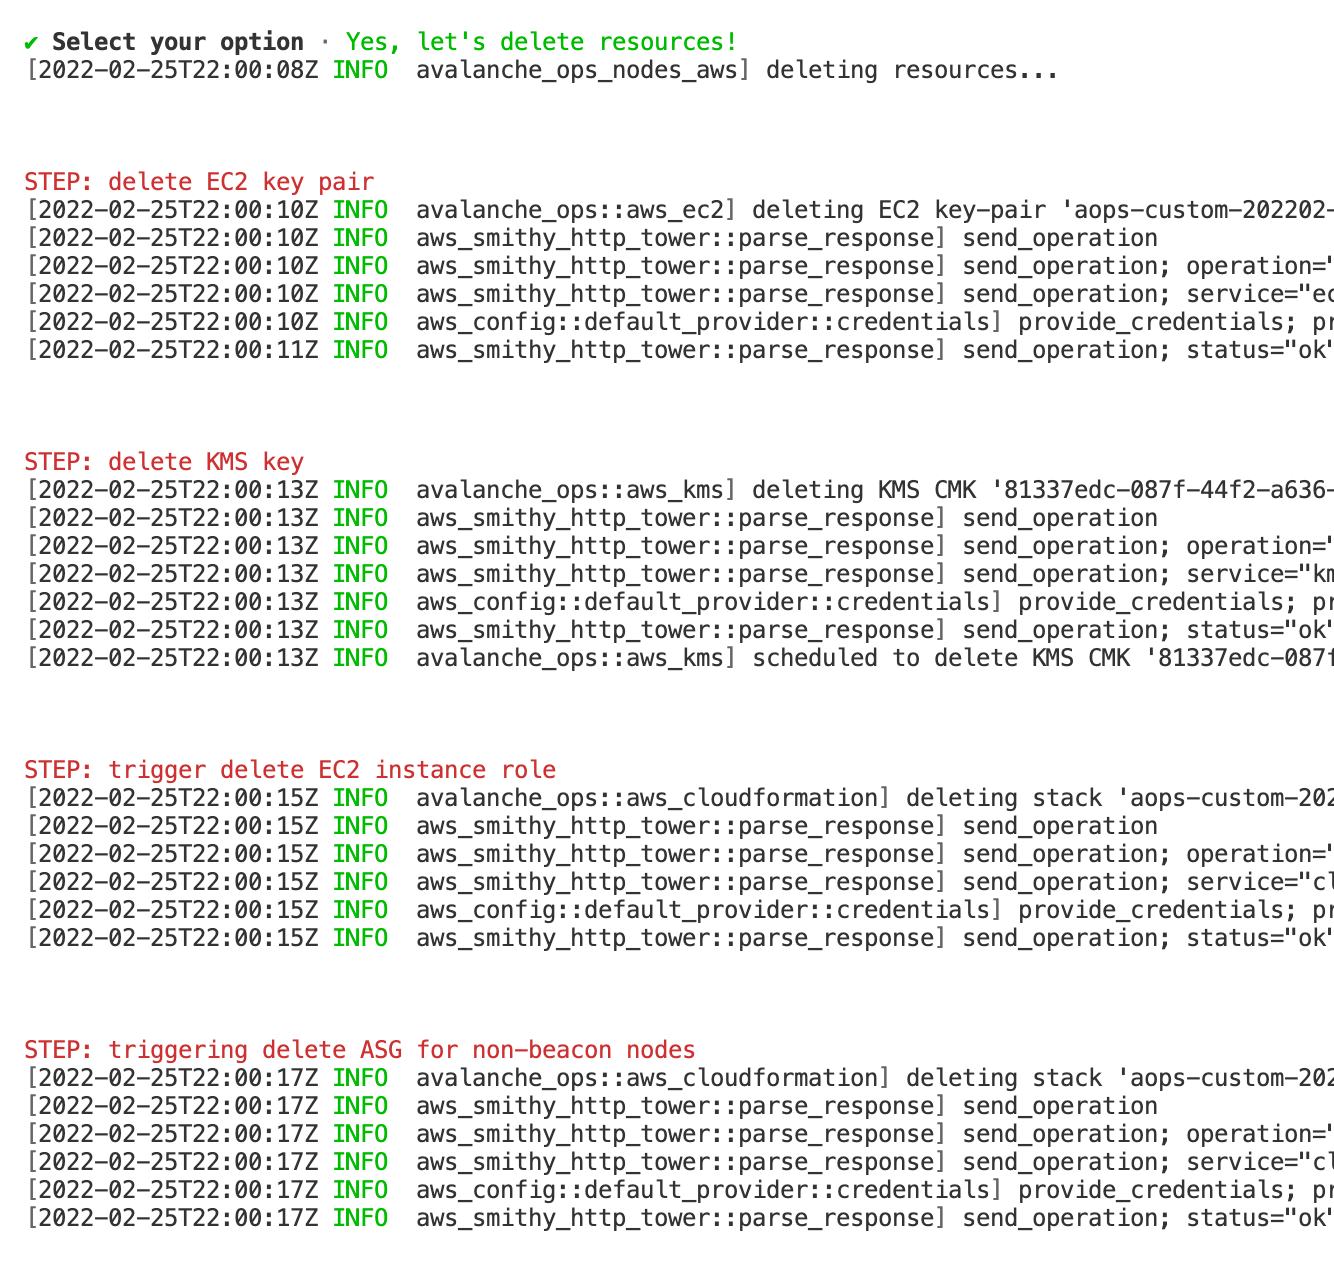 ✔ Select your option · Yes, let's delete resources!
[2022-02-25T22:00:08Z INFO  avalanche_ops_nodes_aws] deleting resources...
STEP: delete EC2 key pair
[2022-02-25T22:00:10Z INFO  avalanche_ops::aws_ec2] deleting EC2 key-pair 'aops-custom-202202-
[2022-02-25T22:00:10Z INFO  aws_smithy_http_tower::parse_response] send_operation
[2022-02-25T22:00:10Z INFO  aws_smithy_http_tower::parse_response] send_operation; operation="
[2022-02-25T22:00:10Z INFO  aws_smithy_http_tower::parse_response] send_operation; service="ec
[2022-02-25T22:00:10Z INFO  aws_config::default_provider::credentials] provide_credentials; pr
[2022-02-25T22:00:11Z INFO  aws_smithy_http_tower::parse_response] send_operation; status="ok"
STEP: delete KMS key
[2022-02-25T22:00:13Z INFO  avalanche_ops::aws_kms] deleting KMS CMK '81337edc-087f-44f2-a636-
[2022-02-25T22:00:13Z INFO  aws_smithy_http_tower::parse_response] send_operation
[2022-02-25T22:00:13Z INFO  aws_smithy_http_tower::parse_response] send_operation; operation="
[2022-02-25T22:00:13Z INFO  aws_smithy_http_tower::parse_response] send_operation; service="km
[2022-02-25T22:00:13Z INFO  aws_config::default_provider::credentials] provide_credentials; pr
[2022-02-25T22:00:13Z INFO  aws_smithy_http_tower::parse_response] send_operation; status="ok"
[2022-02-25T22:00:13Z INFO  avalanche_ops::aws_kms] scheduled to delete KMS CMK '81337edc-087f
STEP: trigger delete EC2 instance role
[2022-02-25T22:00:15Z INFO  avalanche_ops::aws_cloudformation] deleting stack 'aops-custom-202
[2022-02-25T22:00:15Z INFO  aws_smithy_http_tower::parse_response] send_operation
[2022-02-25T22:00:15Z INFO  aws_smithy_http_tower::parse_response] send_operation; operation="
[2022-02-25T22:00:15Z INFO  aws_smithy_http_tower::parse_response] send_operation; service="cl
[2022-02-25T22:00:15Z INFO  aws_config::default_provider::credentials] provide_credentials; pr
[2022-02-25T22:00:15Z INFO  aws_smithy_http_tower::parse_response] send_operation; status="ok"
STEP: triggering delete ASG for non-beacon nodes
[2022-02-25T22:00:17Z INFO  avalanche_ops::aws_cloudformation] deleting stack 'aops-custom-202
[2022-02-25T22:00:17Z INFO  aws_smithy_http_tower::parse_response] send_operation
[2022-02-25T22:00:17Z INFO  aws_smithy_http_tower::parse_response] send_operation; operation="
[2022-02-25T22:00:17Z INFO  aws_smithy_http_tower::parse_response] send_operation; service="cl
[2022-02-25T22:00:17Z INFO  aws_config::default_provider::credentials] provide_credentials; pr
[2022-02-25T22:00:17Z INFO  aws_smithy_http_tower::parse_response] send_operation; status="ok"